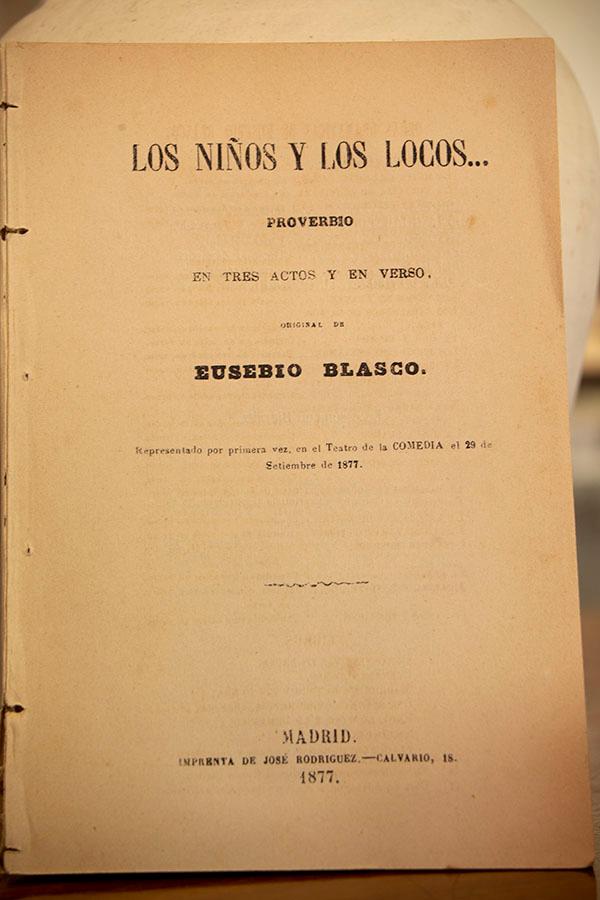 LOS NIÑOS Y LOS LOCOS...
PROVERBIO
EN TRES ACTOS Y EN VERSO,
ORIGINAL DE
EUSEBIO BLASCO.
Representado por primera vez, en el Teatro de la COMEDIA el 29 de
Setiembre de 1877.
MADRID.
IMPRENTA DE JOSÉ RODRIGUEZ.—CALVARIO, 18.
1877.